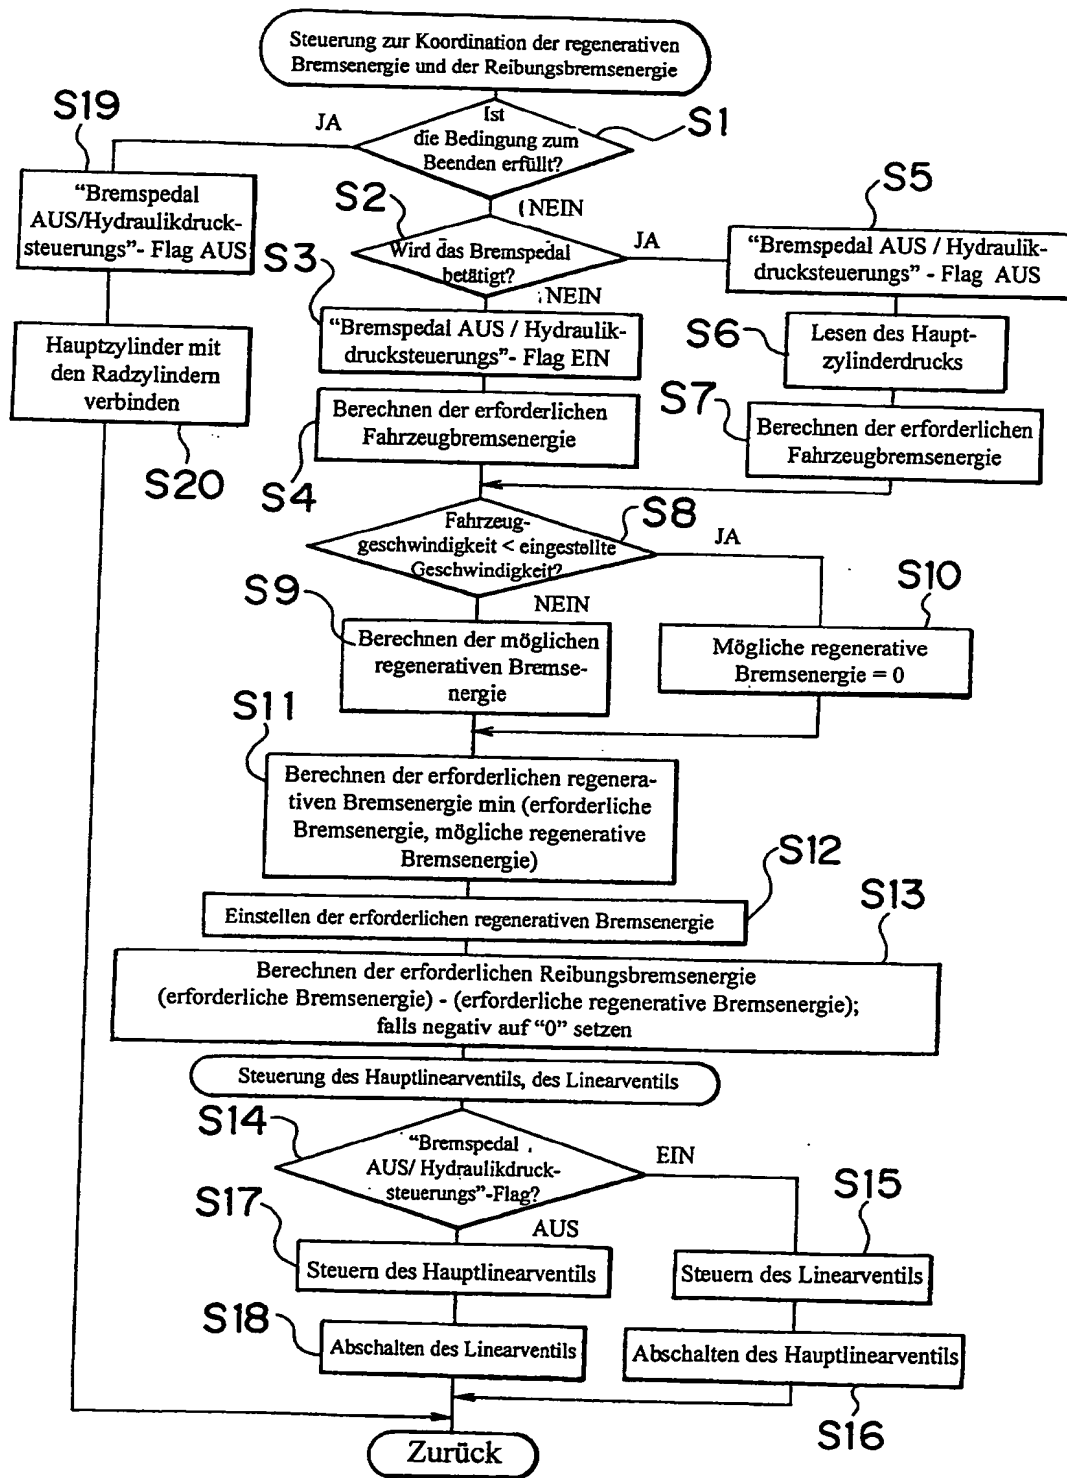 Steuerung zur Koordination der regenerativen
Bremsenergie und der Reibungsbremsenergie
S1
Ist
die Bedingung zum
Beenden erfüllt?
JA
NEIN
S19
“Bremspedal
AUS/Hydraulikdruck-
steuerungs”- Flag AUS
Hauptzylinder mit
den Radzylindern
verbinden
S20
S2
Wird das Bremspedal
betätigt?
JA
NEIN
S5
“Bremspedal AUS / Hydraulik-
drucksteuerungs” - Flag AUS
S3
“Bremspedal AUS / Hydraulik-
drucksteuerungs”- Flag EIN
S6
Lesen des Haupt-
zylinderdrucks
S4
Berechnen der erforderlichen
Fahrzeugbremsenergie
S7
Berechnen der erforderlichen
Fahrzeugbremsenergie
S8
Fahrzeug-
geschwindigkeit < eingestellte
Geschwindigkeit?
JA
NEIN
S9
Berechnen der möglichen
regenerativen Bremse-
nergie
S10
Mögliche regenerative
Bremsenergie = 0
S11
Berechnen der erforderlichen regenera-
tiven Bremsenergie min (erforderliche
Bremsenergie, mögliche regenerative
Bremsenergie)
S12
Einstellen der erforderlichen regenerativen Bremsenergie
S13
Berechnen der erforderlichen Reibungsbremsenergie
(erforderliche Bremsenergie) - (erforderliche regenerative Bremsenergie);
falls negativ auf “0” setzen
Steuerung des Hauptlinearventils, des Linearventils
S14
“Bremspedal
AUS/ Hydraulikdruck-
steuerungs”-Flag?
EIN
AUS
S17
Steuern des Hauptlinearventils
S15
Steuern des Linearventils
S18
Abschalten des Linearventils
Abschalten des Hauptlinearventils
S16
Zurück